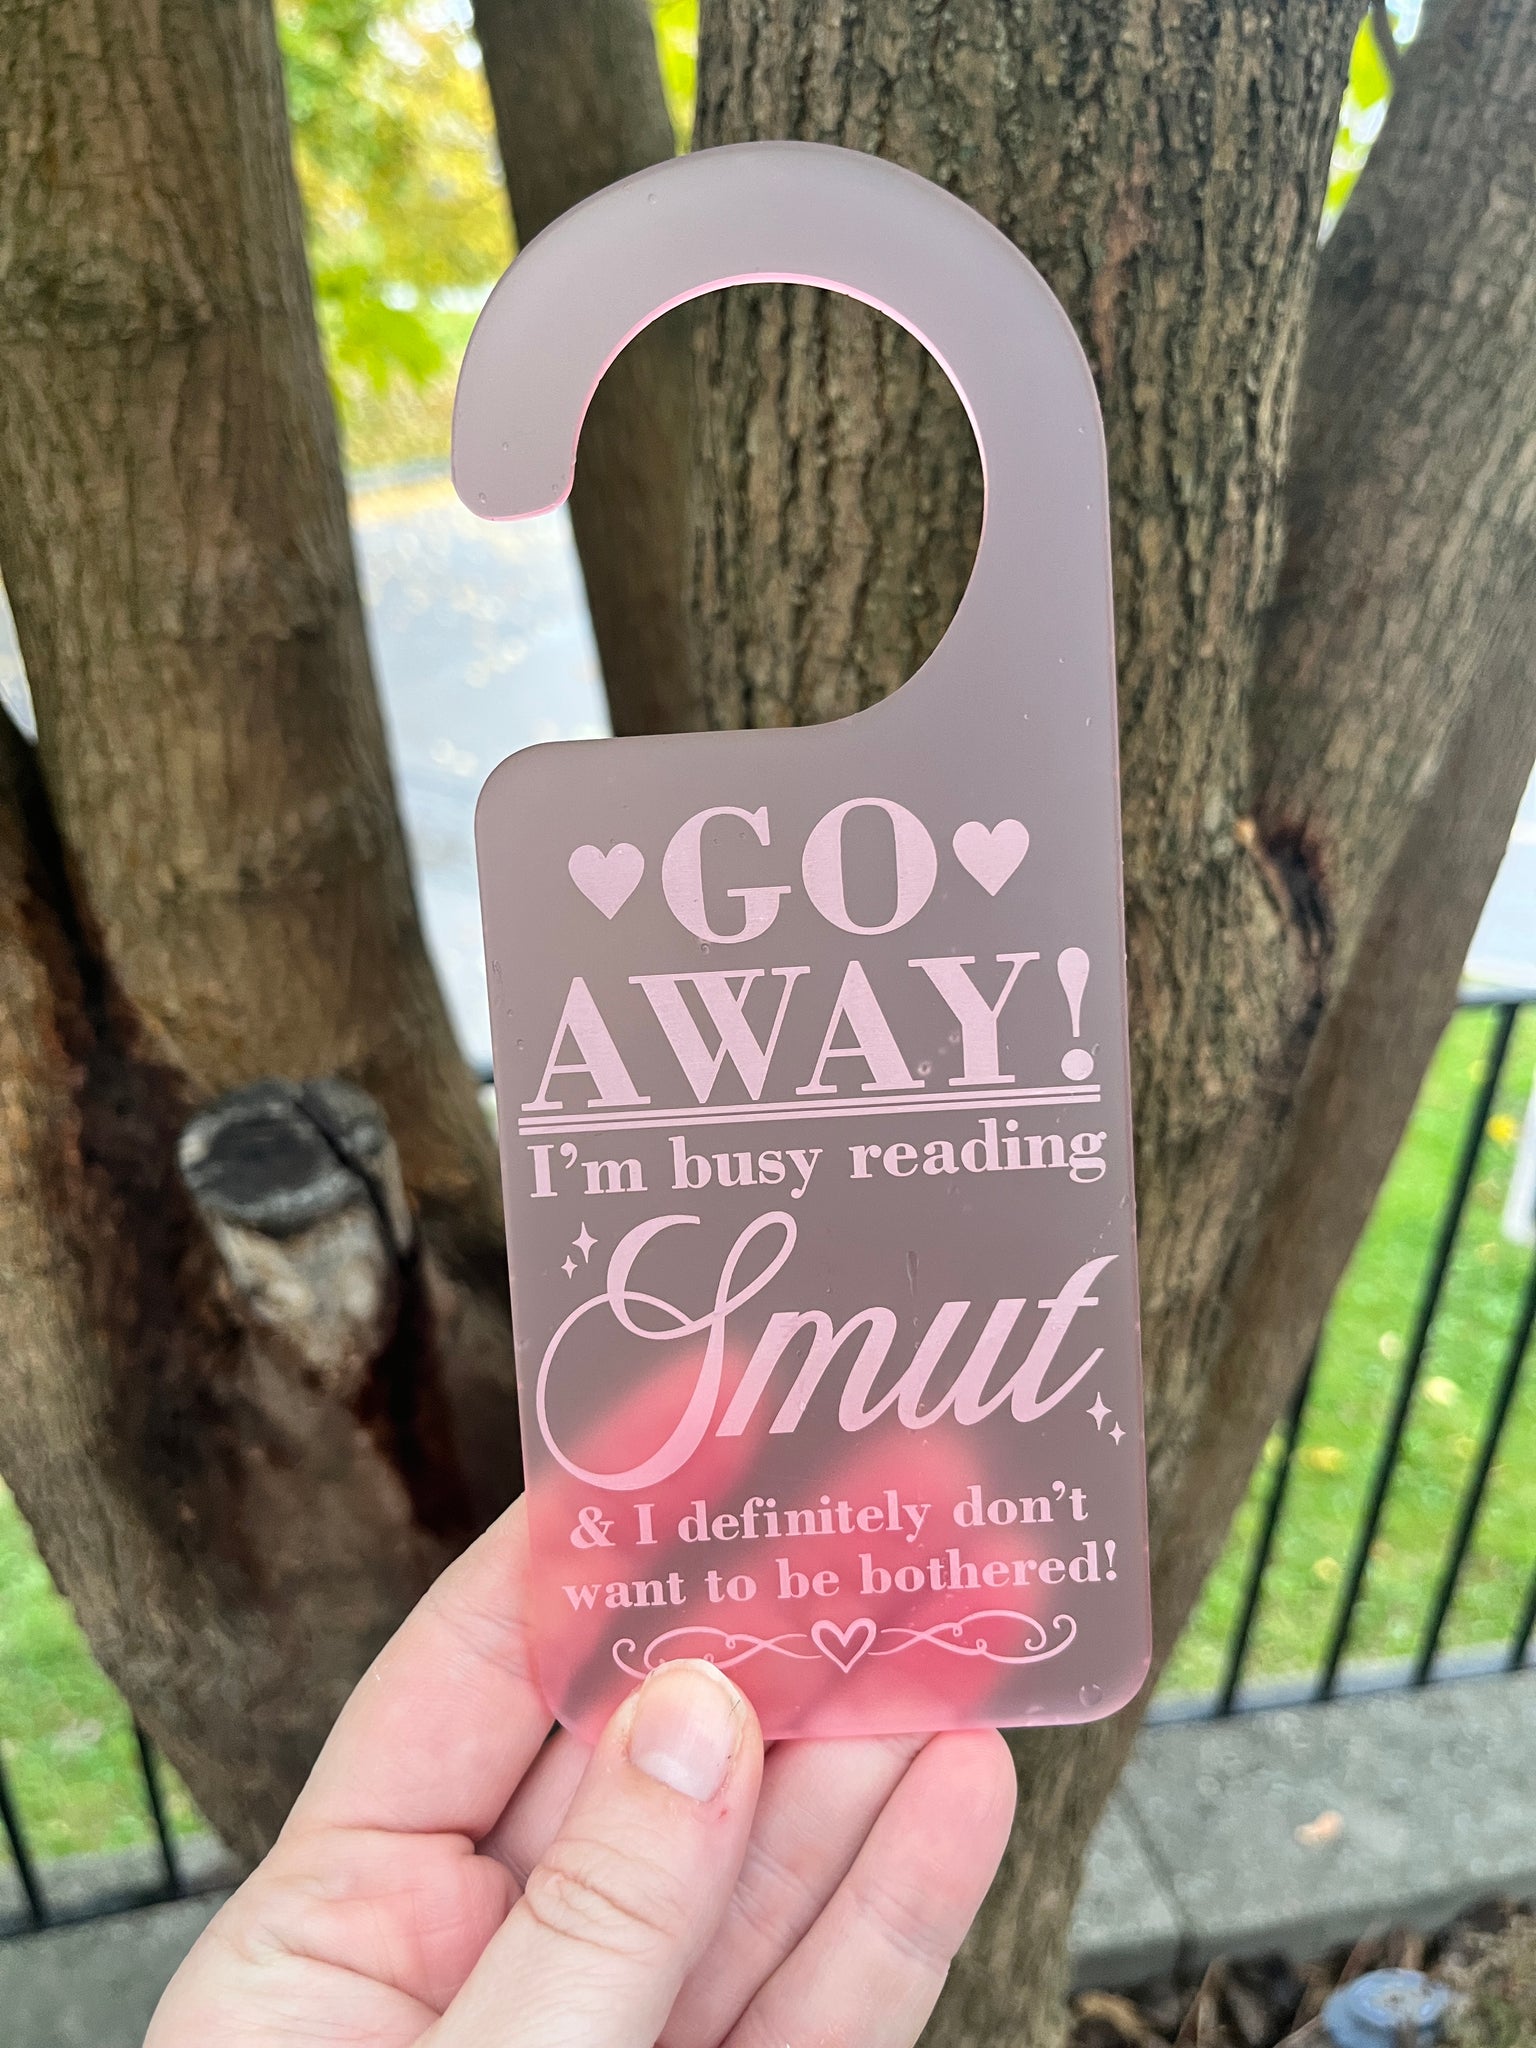 GO
AWAY!
I'm busy reading
Smut
& I definitely don't
want to be bothered!